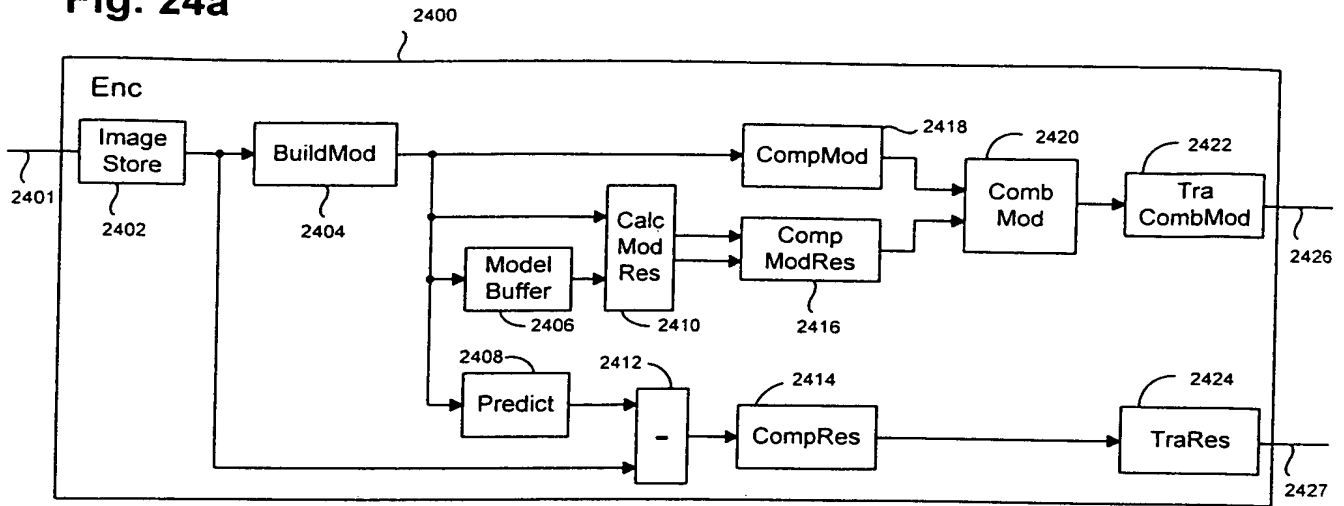 Fig. 24a
2400
Enc
Image
Store
2401
2402
BuildMod
2404
CompMod
2418
2420
Comb
Mod
2422
Tra
CombMod
2426
Calc
Mod
Res
2410
Model
Buffer
2406
Comp
ModRes
2416
2408
Predict
2412
-
2414
CompRes
2424
TraRes
2427